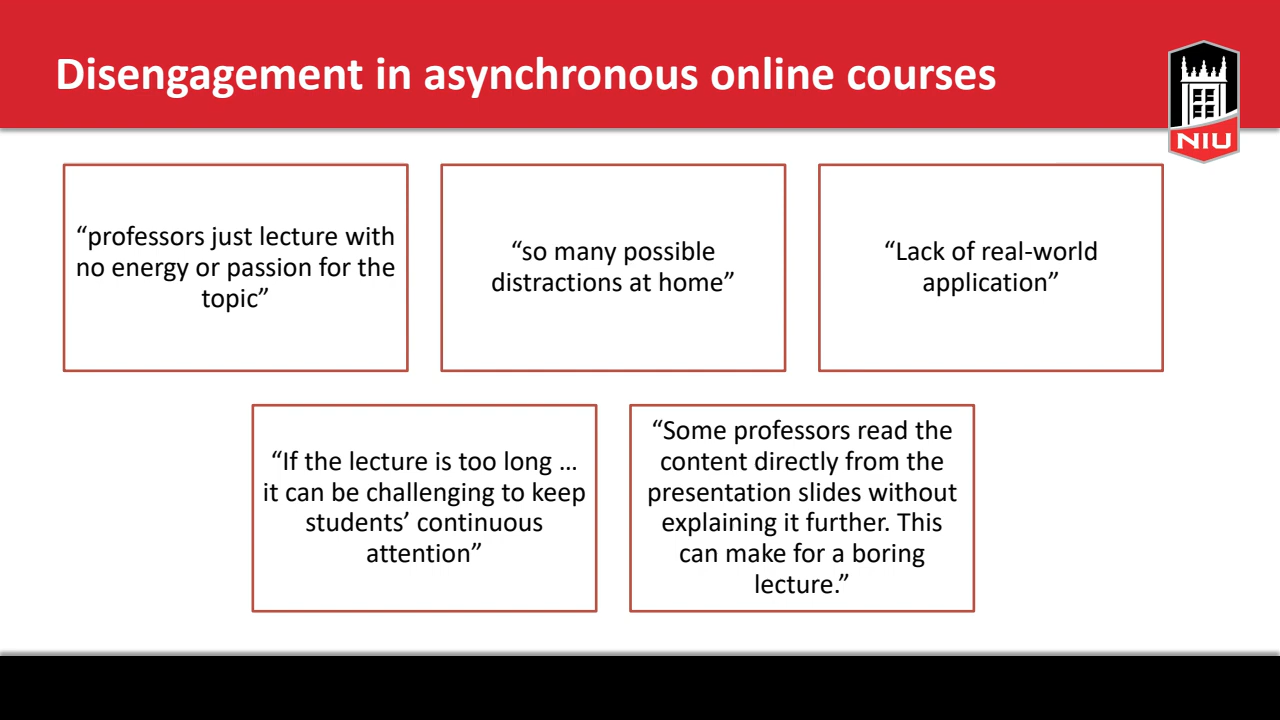 Disengagement in asynchronous online courses
NIU
“professors just lecture with
no energy or passion for the
topic”
“so many possible
distractions at home”
“Lack of real-world
application”
“If the lecture is too long …
it can be challenging to keep
students’ continuous
attention”
“Some professors read the
content directly from the
presentation slides without
explaining it further. This
can make for a boring
lecture.”